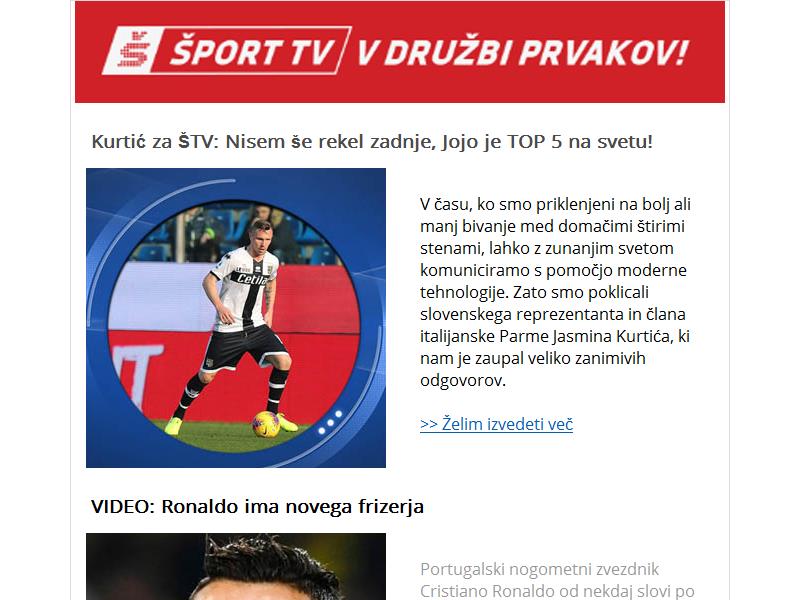 Š ŠPORT TV V DRUŽBI PRVAKOV!
Kurtić za ŠTV: Nisem še rekel zadnje, Jojo je TOP 5 na svetu!
Cetilar
V času, ko smo priklenjeni na bolj ali
manj bivanje med domačimi štirimi
stenami, lahko z zunanjim svetom
komuniciramo s pomočjo moderne
tehnologije. Zato smo poklicali
slovenskega reprezentanta in člana
italijanske Parme Jasmina Kurtića, ki
nam je zaupal veliko zanimivih
odgovorov.
>> Želim izvedeti več
VIDEO: Ronaldo ima novega frizerja
Portugalski nogometni zvezdnik
Cristiano Ronaldo od nekdaj slovi po